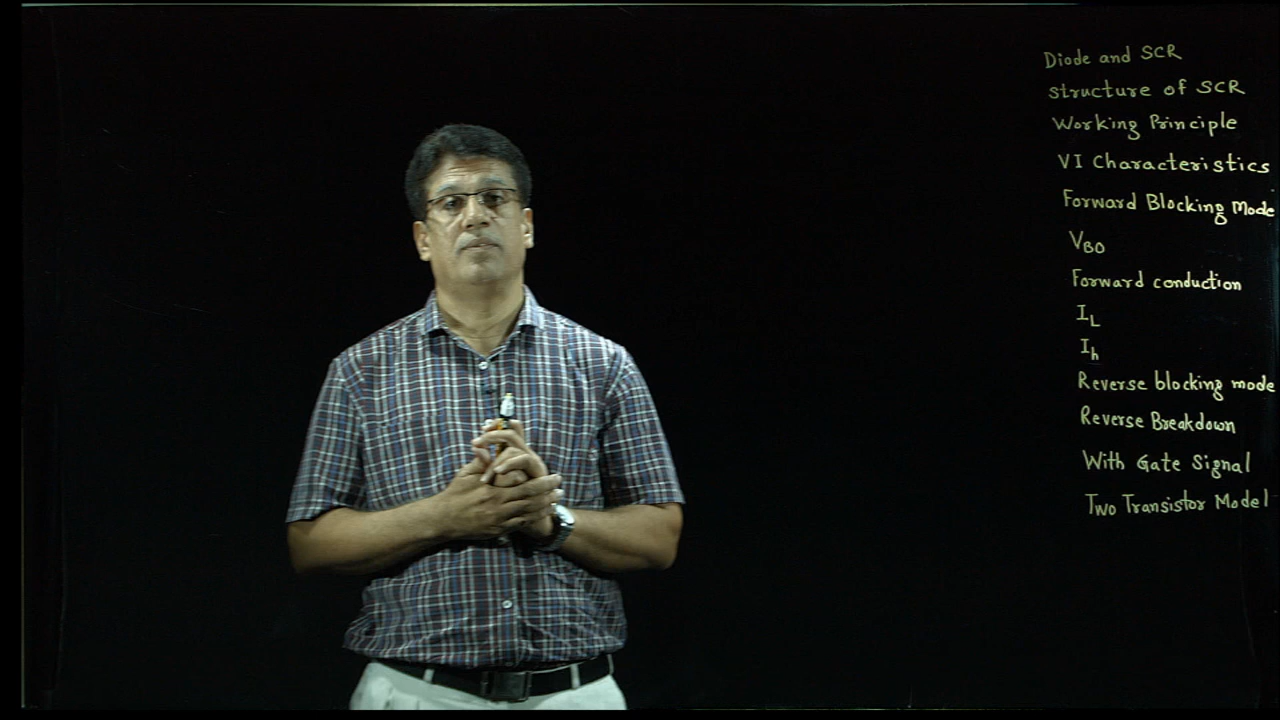 Diode and SCR
Structure of SCR
Working Principle
VI Characteristics
Forward Blocking Mode
VBO
Forward conduction
IL
Ih
Reverse blocking mode
Reverse Breakdown
With Gate Signal
Two Transistor Model